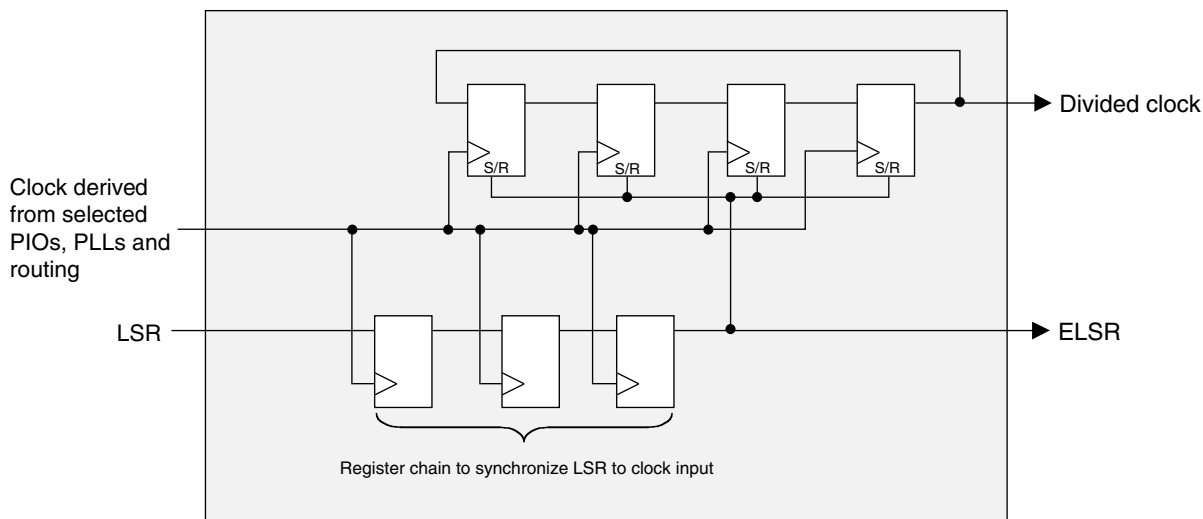 Divided clock
S/R
S/R
S/R
S/R
Clock derived
from selected
PIOs, PLLs and
routing
LSR
ELSR
Register chain to synchronize LSR to clock input